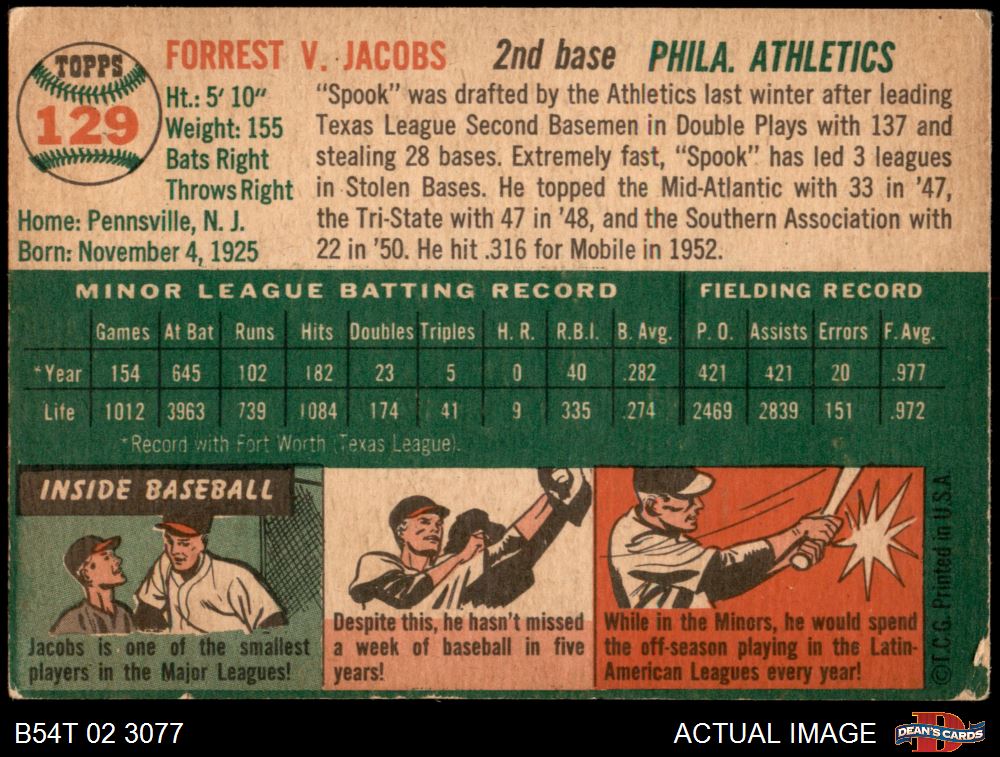 TOPPS
129
FORREST V. JACOBS 2nd base PHILA. ATHLETICS
Ht.: 5' 10"
Weight: 155
Bats Right
Throws Right
Home: Pennsville, N. J.
Born: November 4, 1925
"Spook" was drafted by the Athletics last winter after leading
Texas League Second Basemen in Double Plays with 137 and
stealing 28 bases. Extremely fast, "Spook" has led 3 leagues
in Stolen Bases. He topped the Mid-Atlantic with 33 in '47,
the Tri-State with 47 in '48, and the Southern Association with
22 in '50. He hit .316 for Mobile in 1952.
MINOR LEAGUE BATTING RECORD FIELDING RECORD
Games At Bat Runs Hits Doubles Triples H. R. R.B.I. B. Avg. P. O. Assists Errors F. Avg.
*Year 154 645 102 182 23 5 0 40 .282 421 421 20 .977
Life 1012 3963 739 1084 174 41 9 335 .274 2469 2839 151 .972
*Record with Fort Worth (Texas League).
INSIDE BASEBALL
Jacobs is one of the smallest
players in the Major Leagues!
Despite this, he hasn't missed
a week of baseball in five
years!
While in the Minors, he would spend
the off-season playing in the Latin-
American Leagues every year!
©T.C.G. Printed in U.S.A.
B54T 02 3077
ACTUAL IMAGE
D
DEAN'S CARDS